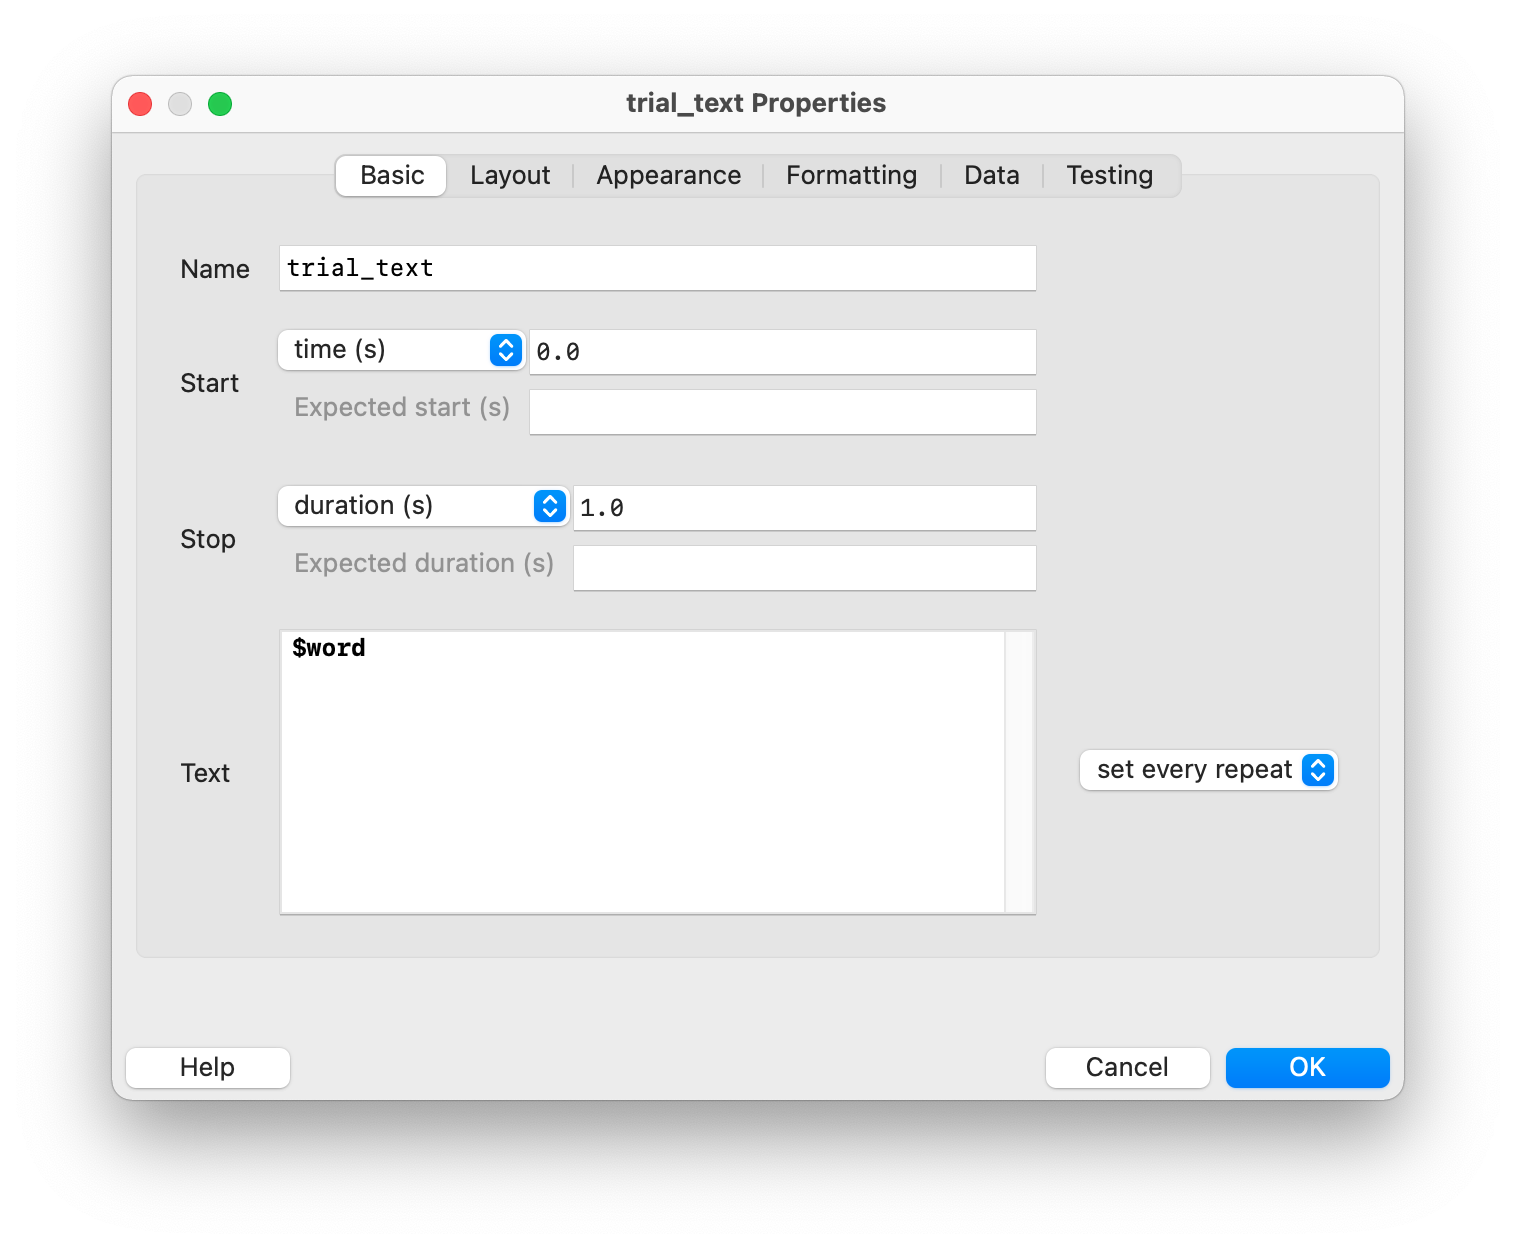 trial_text Properties
Basic Layout Appearance Formatting Data Testing
Name trial_text
Start
time (s) 0.0
Expected start (s)
Stop
duration (s) 1.0
Expected duration (s)
Text
$word
set every repeat
Help Cancel OK